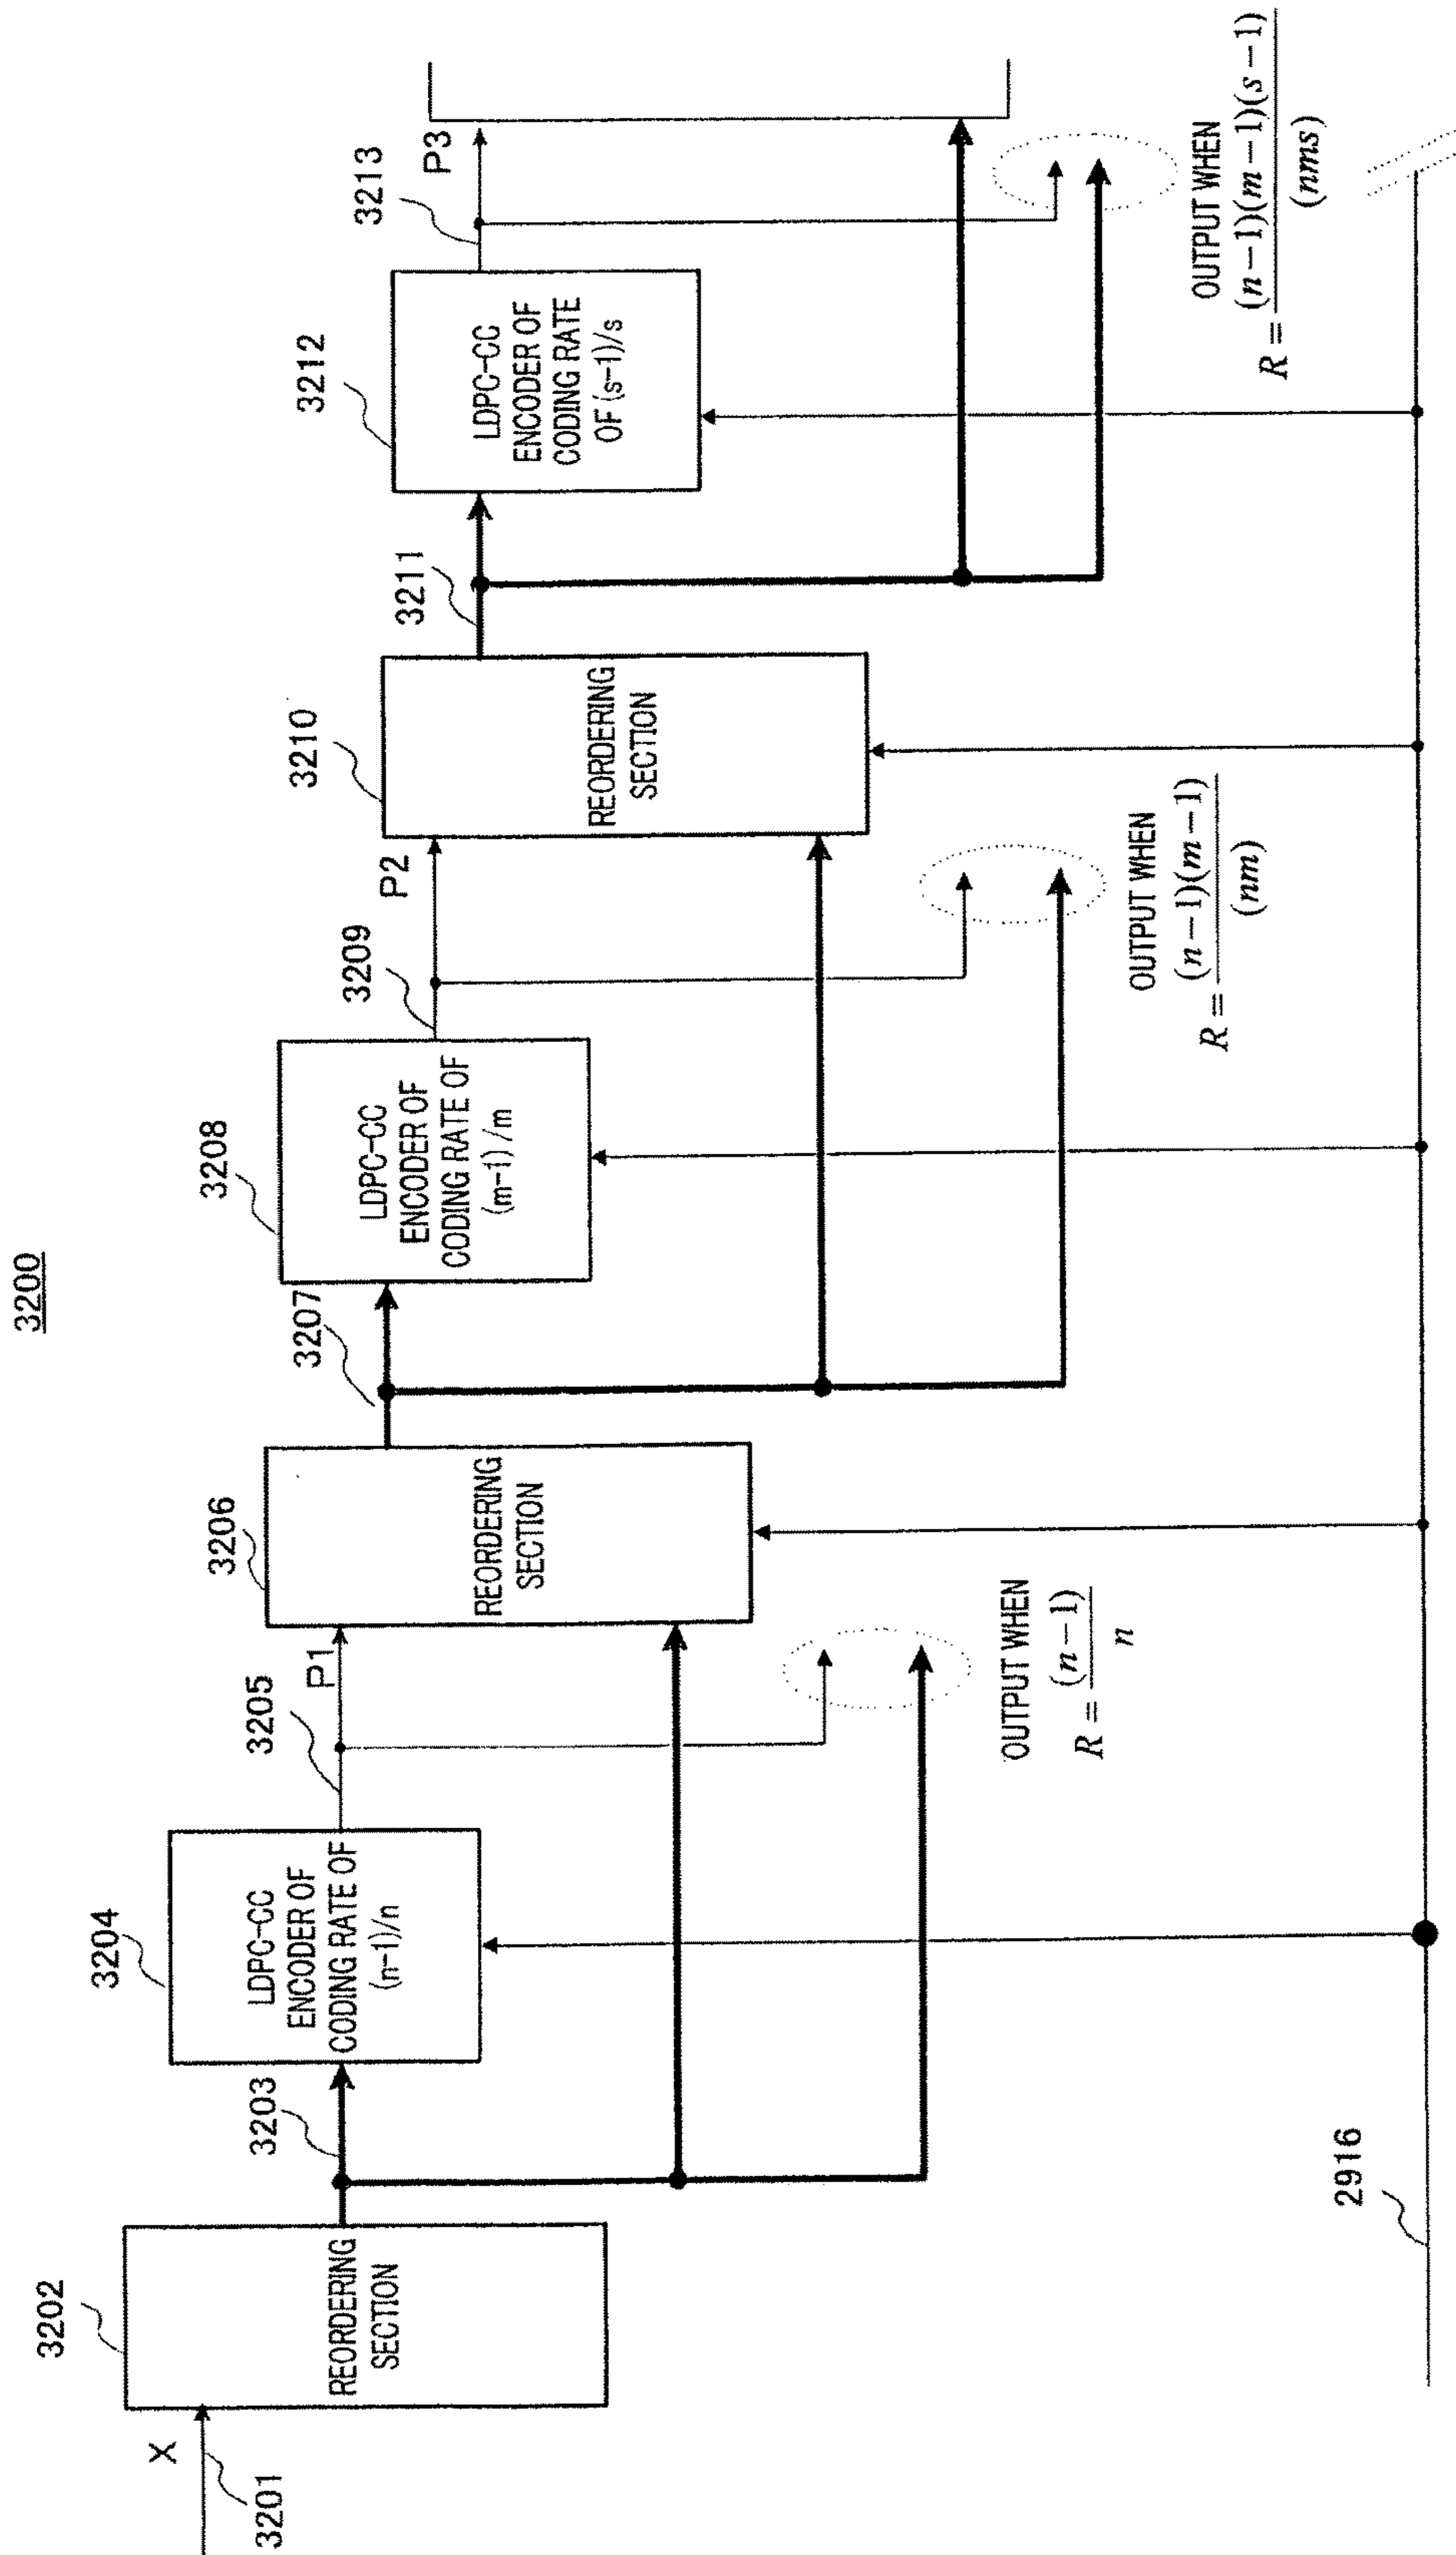 3200
X
3201
3202
REORDERING
SECTION
3203
3204
LDPC-CC
ENCODER OF
CODING RATE OF
(n-1)/n
3205
P1
OUTPUT WHEN
R = (n-1)/n
3206
REORDERING
SECTION
3207
3208
LDPC-CC
ENCODER OF
CODING RATE OF
(m-1)/m
3209
P2
OUTPUT WHEN
R = (n-1)(m-1)/(nm)
3210
REORDERING
SECTION
3211
3212
LDPC-CC
ENCODER OF
CODING RATE
OF (s-1)/s
3213
P3
OUTPUT WHEN
R = (n-1)(m-1)(s-1)/(nms)
2916